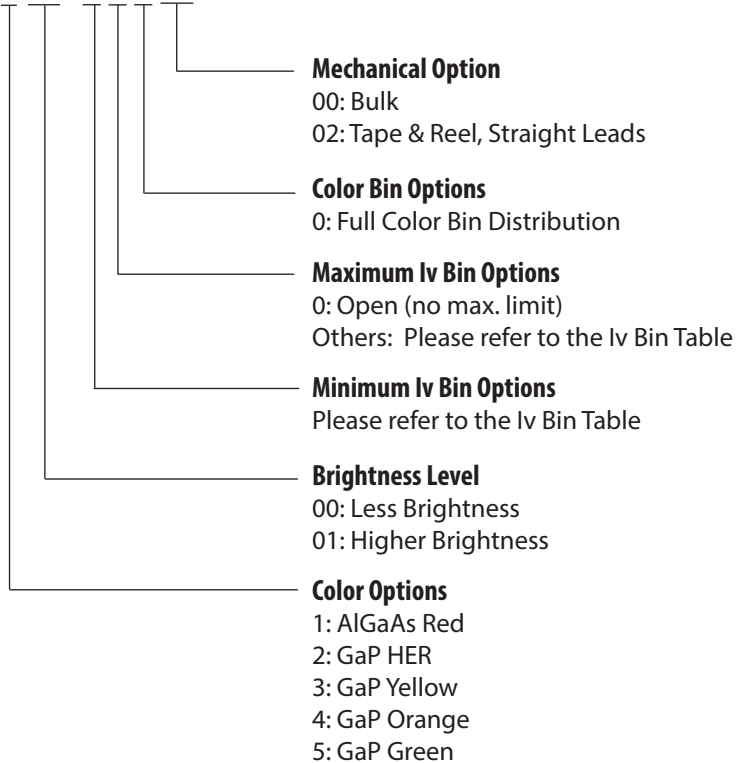 Mechanical Option
00: Bulk
02: Tape & Reel, Straight Leads
Color Bin Options
0: Full Color Bin Distribution
Maximum Iv Bin Options
0: Open (no max. limit)
Others: Please refer to the Iv Bin Table
Minimum Iv Bin Options
Please refer to the Iv Bin Table
Brightness Level
00: Less Brightness
01: Higher Brightness
Color Options
1: AlGaAs Red
2: GaP HER
3: GaP Yellow
4: GaP Orange
5: GaP Green